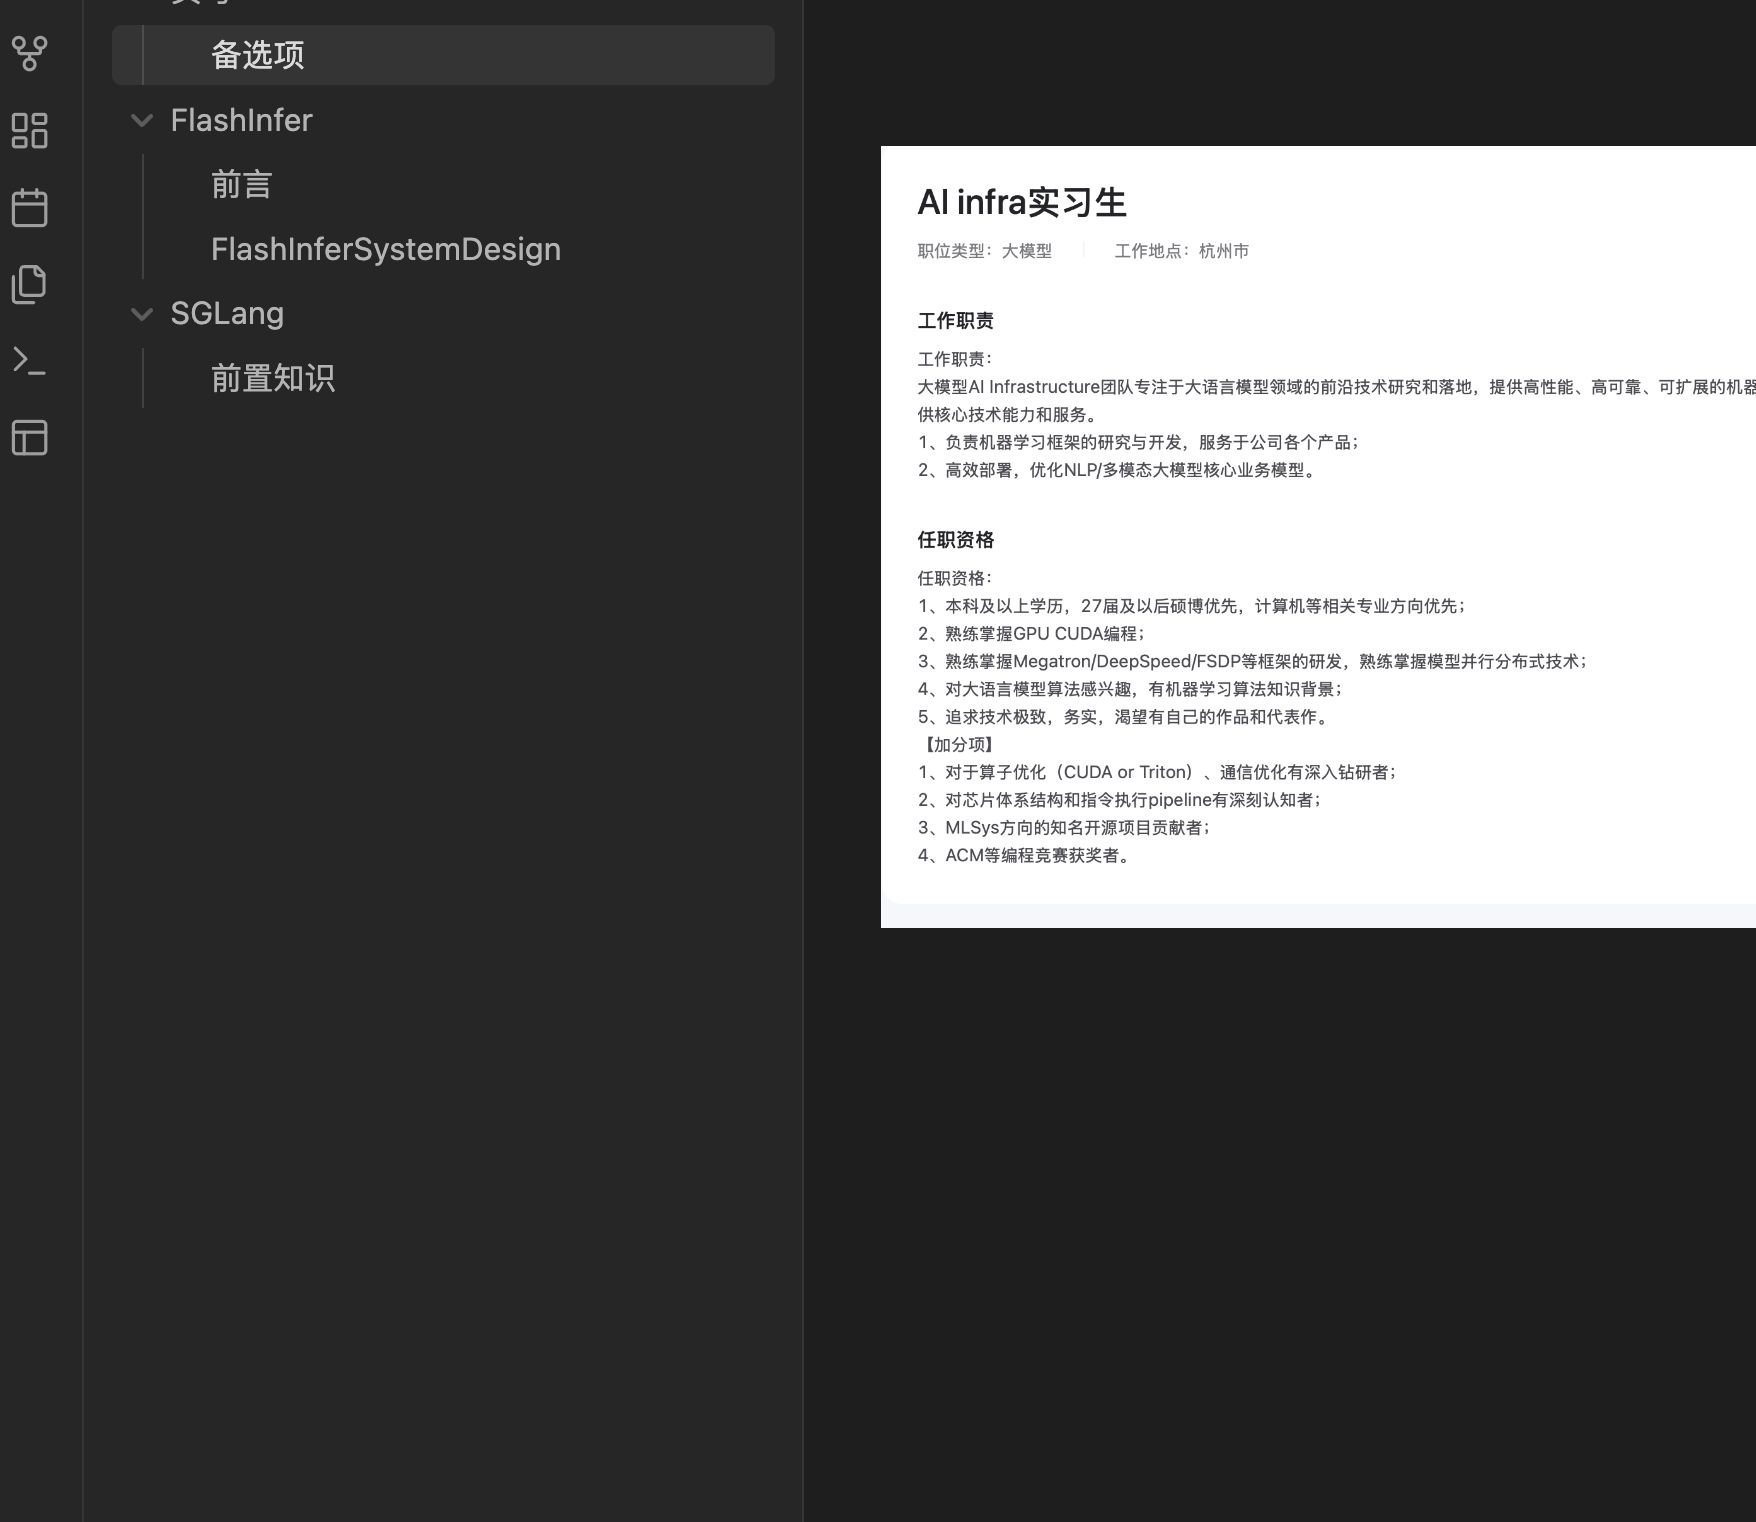 备选项
FlashInfer
前言
FlashInferSystemDesign
SGLang
前置知识
AI infra实习生
职位类型：大模型 工作地点：杭州市
工作职责
工作职责：
大模型AI Infrastructure团队专注于大语言模型领域的前沿技术研究和落地，提供高性能、高可靠、可扩展的机器
供核心技术能力和服务。
1、负责机器学习框架的研究与开发，服务于公司各个产品；
2、高效部署，优化NLP/多模态大模型核心业务模型。
任职资格
任职资格：
1、本科及以上学历，27届及以后硕博优先，计算机等相关专业方向优先；
2、熟练掌握GPU CUDA编程；
3、熟练掌握Megatron/DeepSpeed/FSDP等框架的研发，熟练掌握模型并行分布式技术；
4、对大语言模型算法感兴趣，有机器学习算法知识背景；
5、追求技术极致，务实，渴望有自己的作品和代表作。
【加分项】
1、对于算子优化（CUDA or Triton）、通信优化有深入钻研者；
2、对芯片体系结构和指令执行pipeline有深刻认知者；
3、MLSys方向的知名开源项目贡献者；
4、ACM等编程竞赛获奖者。